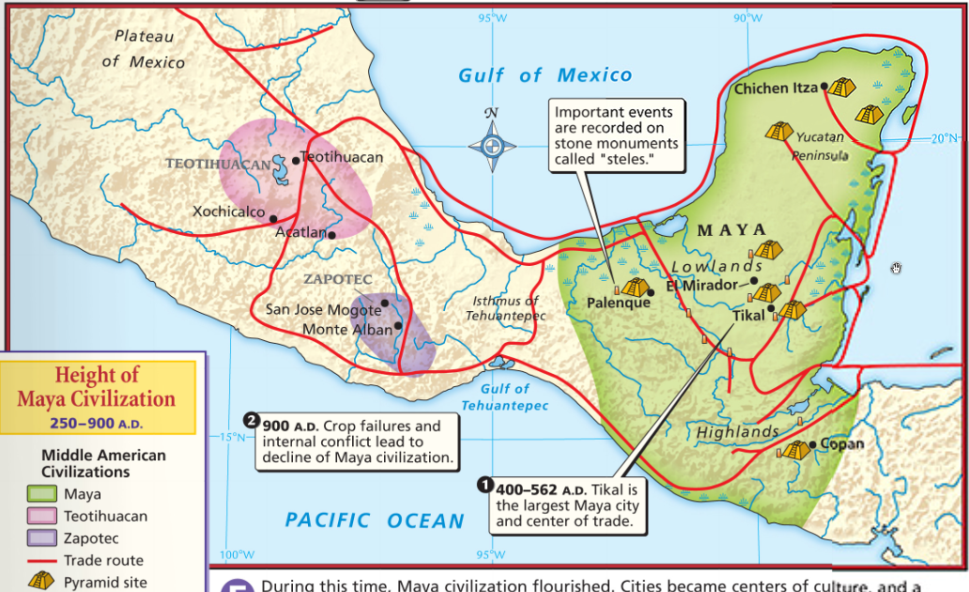 95°W
90°W
Plateau
of Mexico
Gulf of Mexico
N
Important events
are recorded on
stone monuments
called "steles."
Chichen Itza
20°N
Yucatan
Peninsula
TEOTIHUACAN
Teotihuacan
Xochicalco
Acatlan
MAYA
Lowlands
El Mirador
Palenque
Tikal
ZAPOTEC
San Jose Mogote
Monte Alban
Isthmus of
Tehuantepec
Gulf of
Tehuantepec
Height of
Maya Civilization
250–900 A.D.
2 900 A.D. Crop failures and
internal conflict lead to
decline of Maya civilization.
15°N
Highlands
Copan
Middle American
Civilizations
Maya
Teotihuacan
Zapotec
Trade route
Pyramid site
1 400–562 A.D. Tikal is
the largest Maya city
and center of trade.
PACIFIC OCEAN
100°W
95°W
90°W
During this time, Maya civilization flourished. Cities became centers of culture, and a